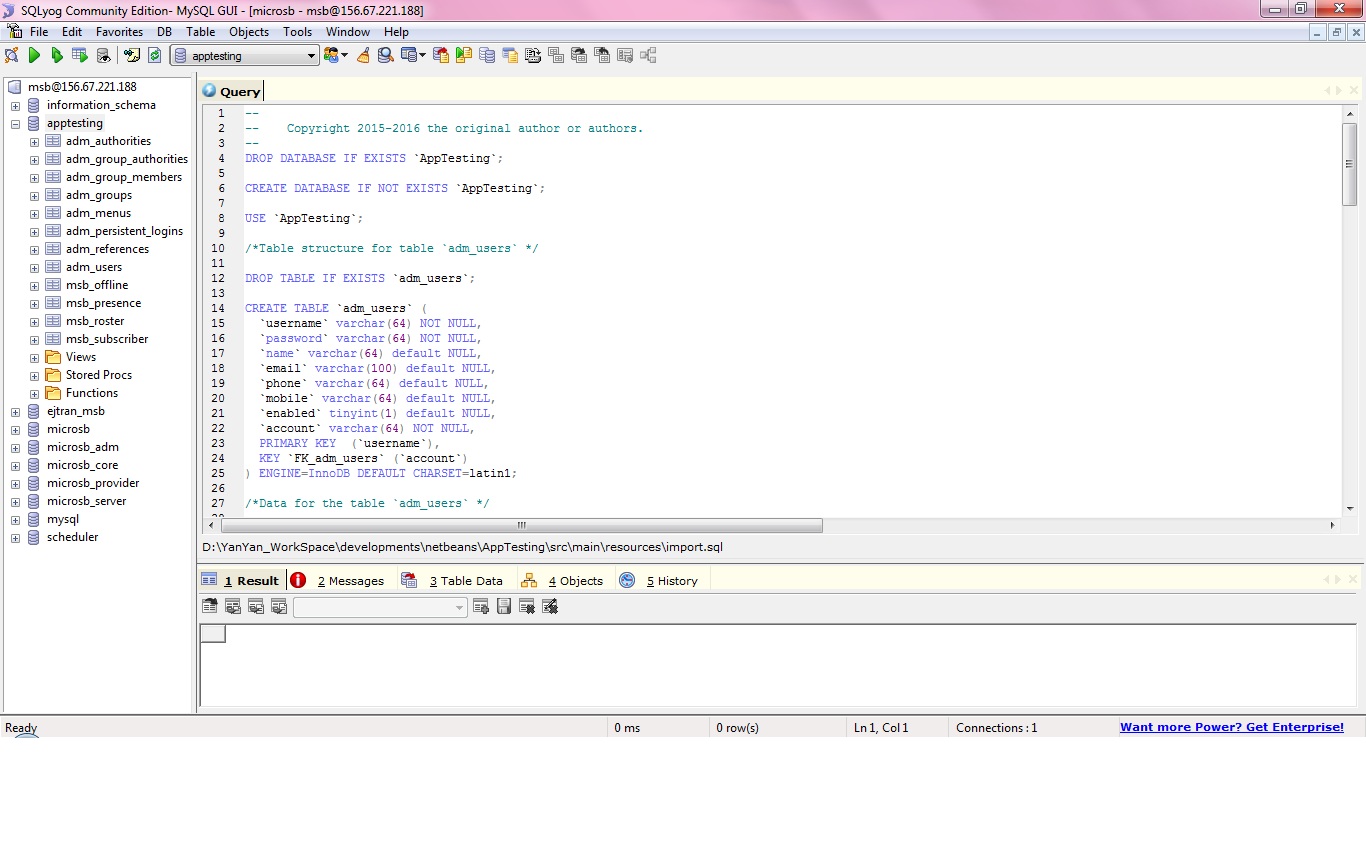 SQLyog Community Edition- MySQL GUI - [microsb - msb@156.67.221.188]
File Edit Favorites DB Table Objects Tools Window Help
apptesting
msb@156.67.221.188
information_schema
apptesting
adm_authorities
adm_group_authorities
adm_group_members
adm_groups
adm_menus
adm_persistent_logins
adm_references
adm_users
msb_offline
msb_presence
msb_roster
msb_subscriber
Views
Stored Procs
Functions
ejtran_msb
microsb
microsb_adm
microsb_core
microsb_provider
microsb_server
mysql
scheduler
Query
1 --
2 --    Copyright 2015-2016 the original author or authors.
3 --
4 DROP DATABASE IF EXISTS `AppTesting`;
5
6 CREATE DATABASE IF NOT EXISTS `AppTesting`;
7
8 USE `AppTesting`;
9
10 /*Table structure for table `adm_users` */
11
12 DROP TABLE IF EXISTS `adm_users`;
13
14 CREATE TABLE `adm_users` (
15   `username` varchar(64) NOT NULL,
16   `password` varchar(64) NOT NULL,
17   `name` varchar(64) default NULL,
18   `email` varchar(100) default NULL,
19   `phone` varchar(64) default NULL,
20   `mobile` varchar(64) default NULL,
21   `enabled` tinyint(1) default NULL,
22   `account` varchar(64) NOT NULL,
23   PRIMARY KEY  (`username`),
24   KEY `FK_adm_users` (`account`)
25 ) ENGINE=InnoDB DEFAULT CHARSET=latin1;
26
27 /*Data for the table `adm_users` */
D:\YanYan_WorkSpace\developments\netbeans\AppTesting\src\main\resources\import.sql
1 Result 2 Messages 3 Table Data 4 Objects 5 History
Ready 0 ms 0 row(s) Ln 1, Col 1 Connections : 1 Want more Power? Get Enterprise!